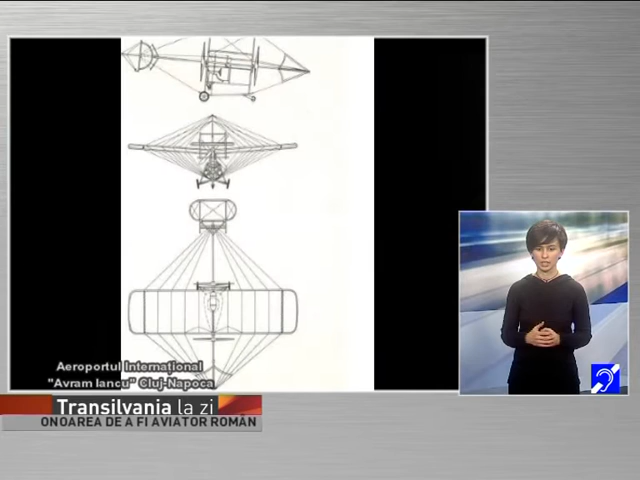 Aeroportul Internațional
"Avram Iancu" Cluj-Napoca
Transilvania la zi
ONOAREA DE A FI AVIATOR ROMÂN